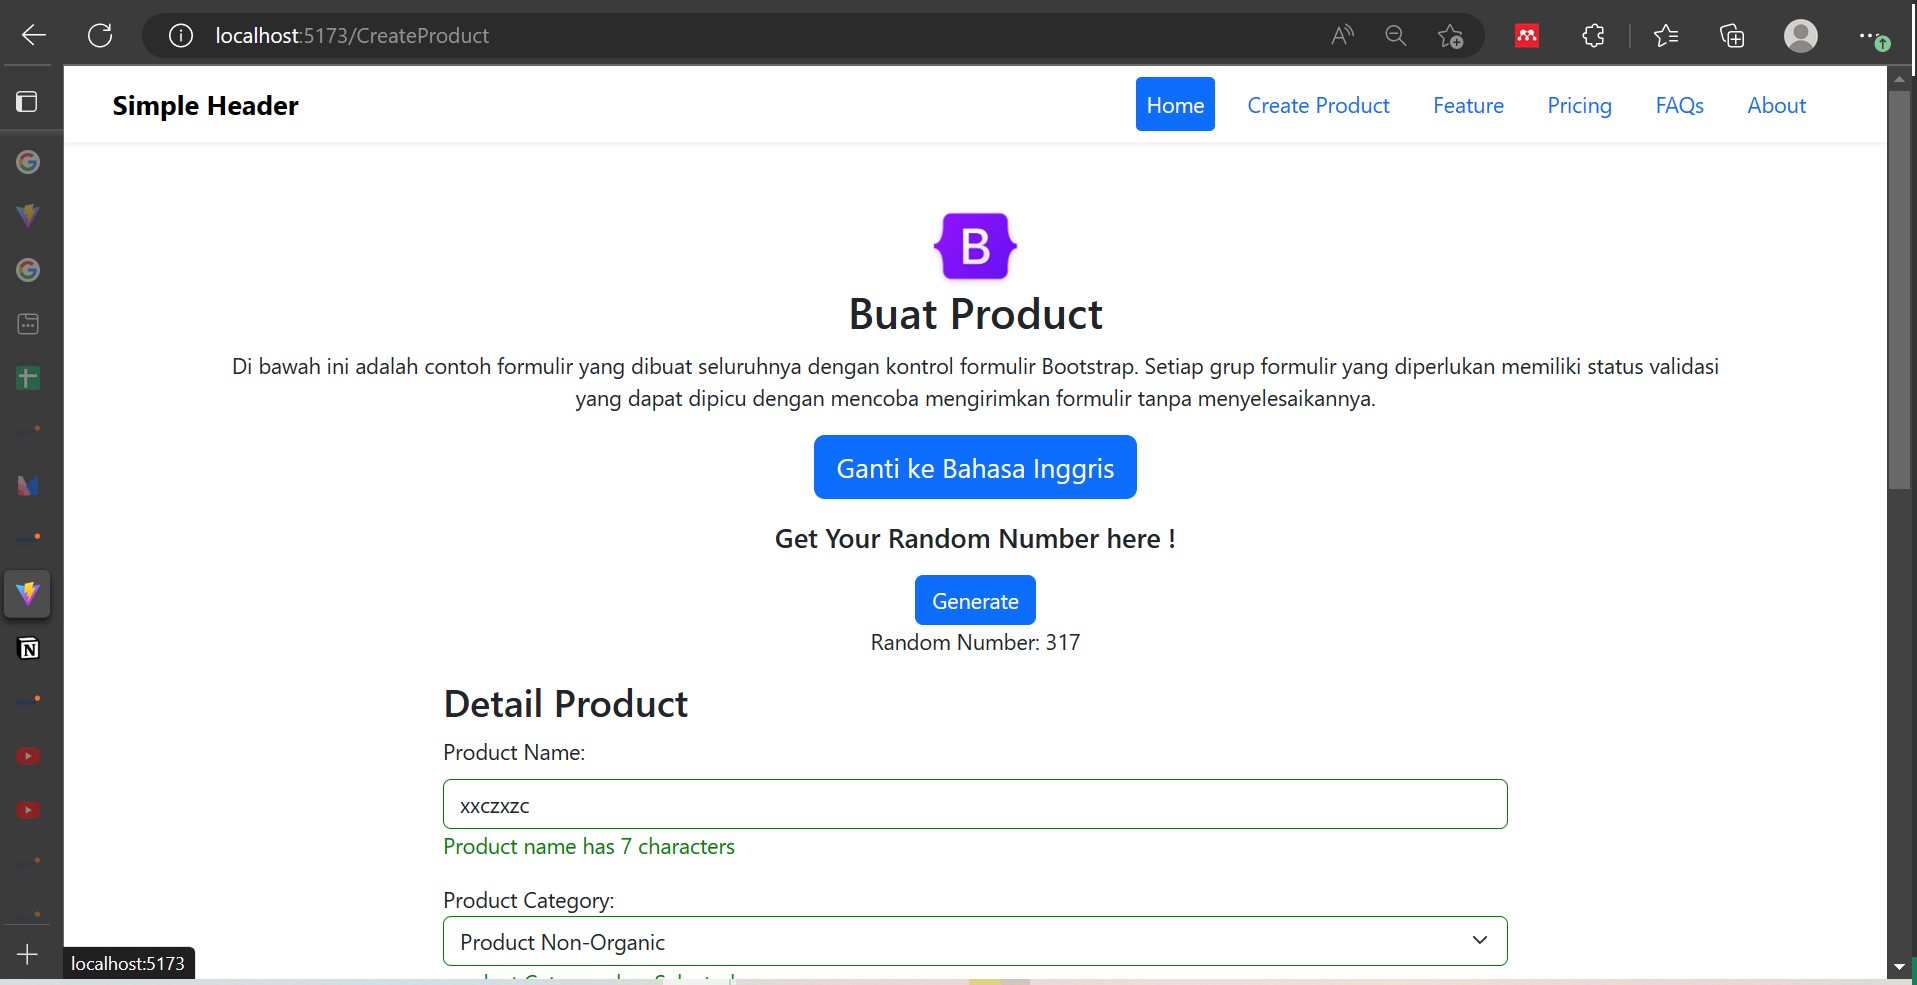 localhost:5173/CreateProduct
Simple Header
Home
Create Product
Feature
Pricing
FAQs
About
B
Buat Product
Di bawah ini adalah contoh formulir yang dibuat seluruhnya dengan kontrol formulir Bootstrap. Setiap grup formulir yang diperlukan memiliki status validasi
yang dapat dipicu dengan mencoba mengirimkan formulir tanpa menyelesaikannya.
Ganti ke Bahasa Inggris
Get Your Random Number here !
Generate
Random Number: 317
Detail Product
Product Name:
xxczxzc
Product name has 7 characters
Product Category:
Product Non-Organic
localhost:5173